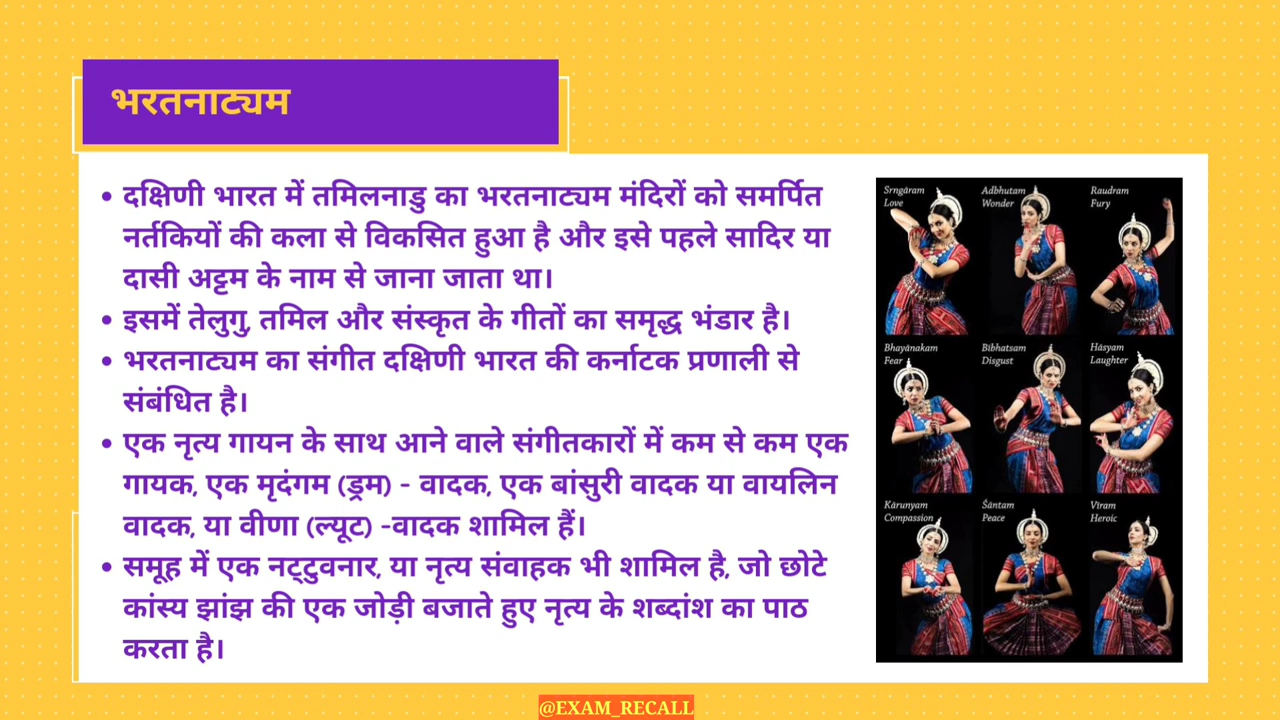 भरतनाट्यम
• दक्षिणी भारत में तमिलनाडु का भरतनाट्यम मंदिरों को समर्पित
नर्तकियों की कला से विकसित हुआ है और इसे पहले सादिर या
दासी अट्टम के नाम से जाना जाता था।
• इसमें तेलुगु, तमिल और संस्कृत के गीतों का समृद्ध भंडार है।
• भरतनाट्यम का संगीत दक्षिणी भारत की कर्नाटक प्रणाली से
संबंधित है।
• एक नृत्य गायन के साथ आने वाले संगीतकारों में कम से कम एक
गायक, एक मृदंगम (ड्रम) - वादक, एक बांसुरी वादक या वायलिन
वादक, या वीणा (ल्यूट) -वादक शामिल हैं।
• समूह में एक नट्टुवनार, या नृत्य संवाहक भी शामिल है, जो छोटे
कांस्य झांझ की एक जोड़ी बजाते हुए नृत्य के शब्दांश का पाठ
करता है।
Srngāram
Love
Adbhutam
Wonder
Raudram
Fury
Bhayānakam
Fear
Bibhatsam
Disgust
Hāsyam
Laughter
Kārunyam
Compassion
Śāntam
Peace
Vīram
Heroic
@EXAM_RECALL